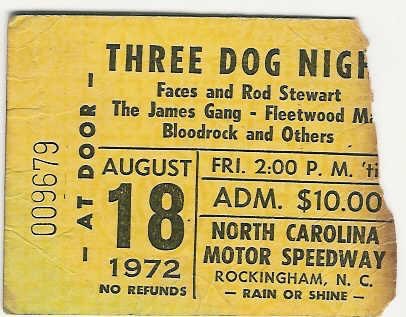 THREE DOG NIGH
Faces and Rod Stewart
The James Gang - Fleetwood Ma
Bloodrock and Others
- AT DOOR -
009679
AUGUST
18
1972
NO REFUNDS
FRI. 2:00 P. M. 'ti
ADM. $10.00
NORTH CAROLINA
MOTOR SPEEDWAY
ROCKINGHAM, N. C.
- RAIN OR SHINE -